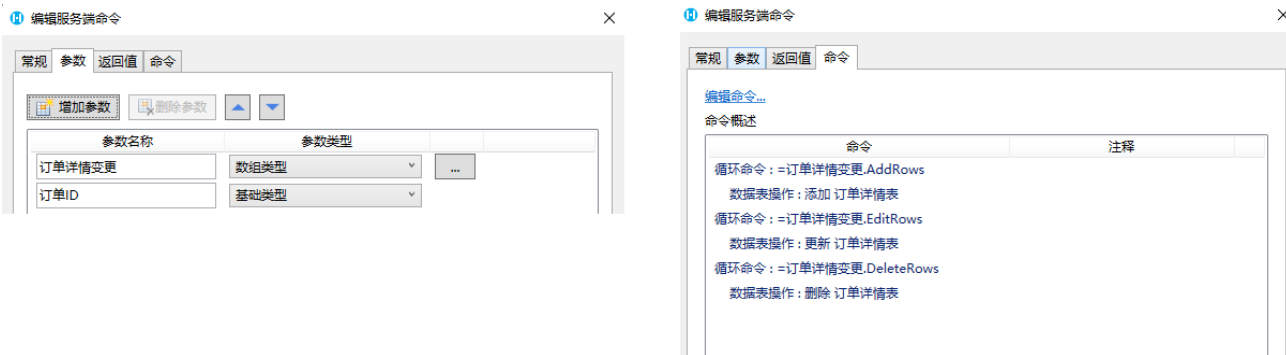 编辑服务端命令
常规 参数 返回值 命令
增加参数 删除参数
参数名称 参数类型
订单详情变更 数组类型 ...
订单ID 基础类型
编辑服务端命令
常规 参数 返回值 命令
编辑命令...
命令概述
命令 注释
循环命令 : =订单详情变更.AddRows
数据表操作 : 添加 订单详情表
循环命令 : =订单详情变更.EditRows
数据表操作 : 更新 订单详情表
循环命令 : =订单详情变更.DeleteRows
数据表操作 : 删除 订单详情表